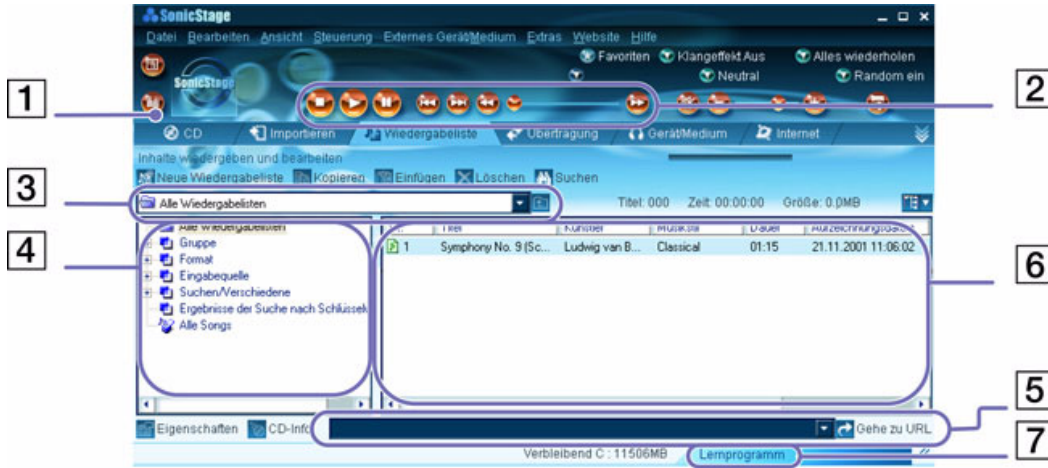 SonicStage
Datei Bearbeiten Ansicht Steuerung Externes Gerät/Medium Extras Website Hilfe
Favoriten Klangeffekt Aus Alles wiederholen
Neutral Random ein
SonicStage
1
2
CD Importieren Wiedergabeliste Übertragung Gerät/Medium Internet
Inhalte wiedergeben und bearbeiten
Neue Wiedergabeliste Kopieren Einfügen Löschen Suchen
3
Alle Wiedergabelisten Titel: 000 Zeit: 00:00:00 Größe: 0,0MB
4
Alle Wiedergabelisten
Titel Künstler Musikstil Dauer
Gruppe
1 Symphony No. 9 (Sc... Ludwig van B... Classical 01:15 21.11.2001 11:06:02
6
Format
Eingabequelle
Suchen/Verschiedene
Ergebnisse der Suche nach Schlüssel
Alle Songs
5
Eigenschaften CD-Info Gehe zu URL
7
Verbleibend C : 11506MB Lernprogramm